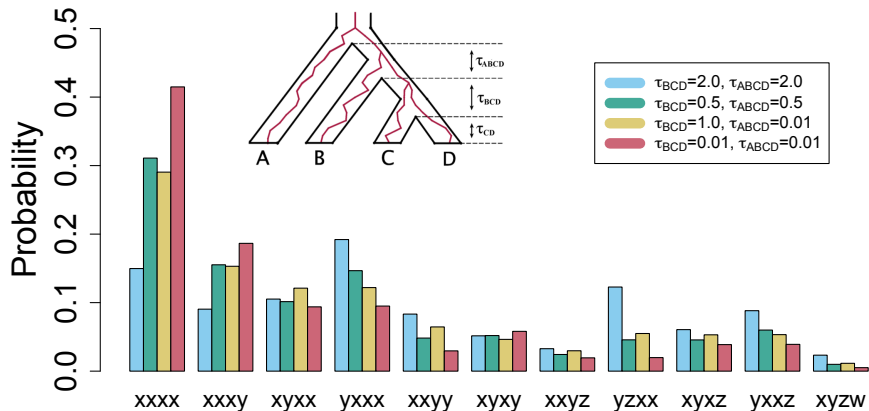 Probability
0.5
0.4
0.3
0.2
0.1
0.0
A B C D
τABCD
τBCD
τCD
τBCD=2.0, τABCD=2.0
τBCD=0.5, τABCD=0.5
τBCD=1.0, τABCD=0.01
τBCD=0.01, τABCD=0.01
xxxx xxxy xyxx yxxx xxyy xyxy xxyz yzxx xyxz yxxz xyzw